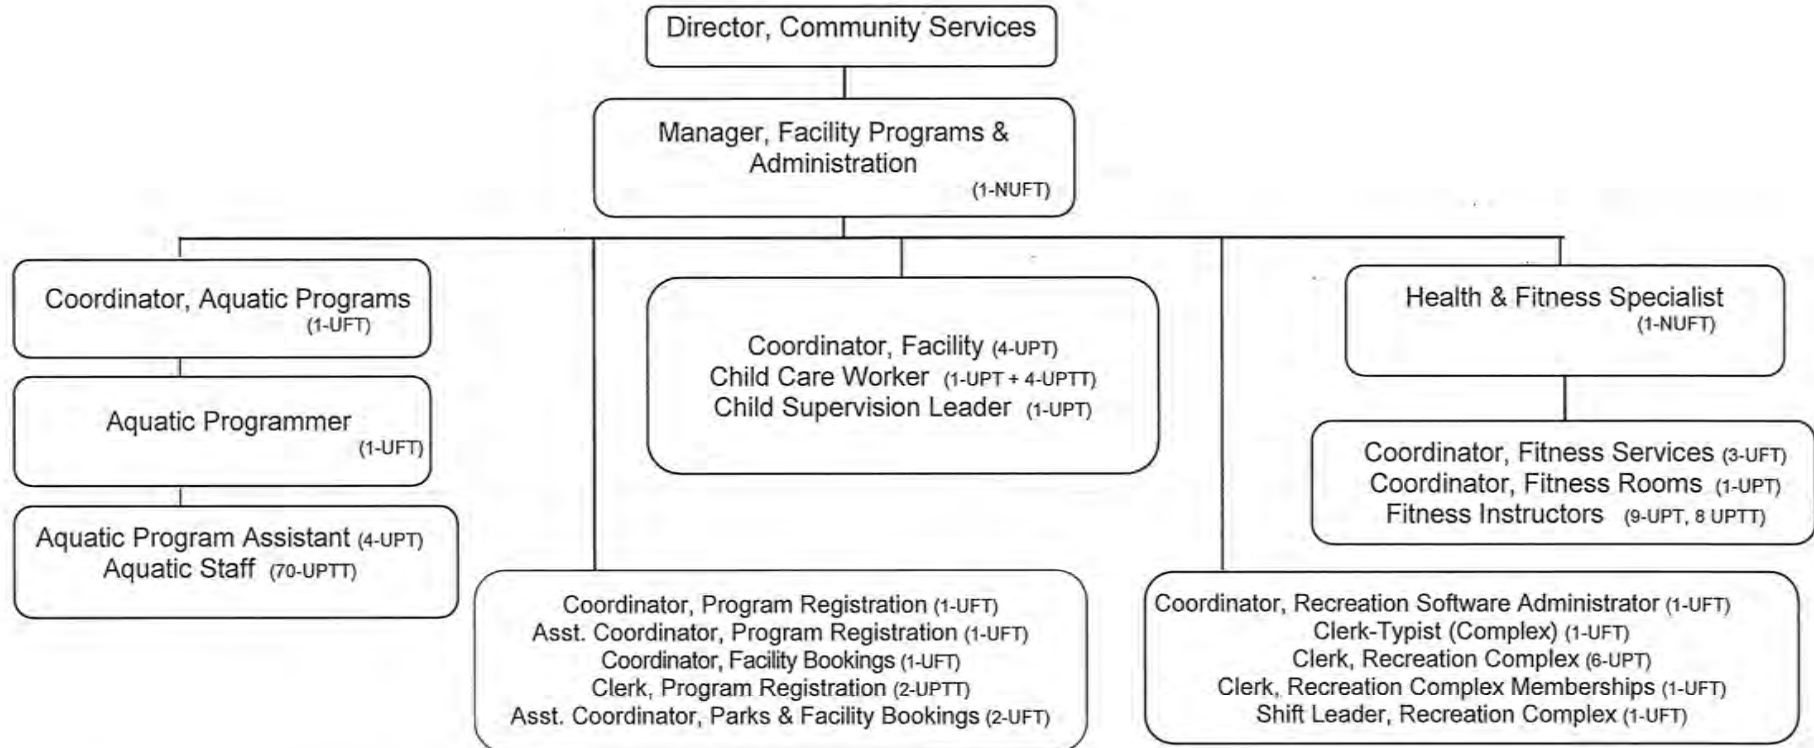 Director, Community Services
Manager, Facility Programs &
Administration
(1-NUFT)
Coordinator, Aquatic Programs
(1-UFT)
Aquatic Programmer
(1-UFT)
Aquatic Program Assistant (4-UPT)
Aquatic Staff (70-UPTT)
Coordinator, Program Registration (1-UFT)
Asst. Coordinator, Program Registration (1-UFT)
Coordinator, Facility Bookings (1-UFT)
Clerk, Program Registration (2-UPTT)
Asst. Coordinator, Parks & Facility Bookings (2-UFT)
Coordinator, Facility (4-UPT)
Child Care Worker (1-UPT + 4-UPTT)
Child Supervision Leader (1-UPT)
Coordinator, Recreation Software Administrator (1-UFT)
Clerk-Typist (Complex) (1-UFT)
Clerk, Recreation Complex (6-UPT)
Clerk, Recreation Complex Memberships (1-UFT)
Shift Leader, Recreation Complex (1-UFT)
Health & Fitness Specialist
(1-NUFT)
Coordinator, Fitness Services (3-UFT)
Coordinator, Fitness Rooms (1-UPT)
Fitness Instructors (9-UPT, 8 UPTT)